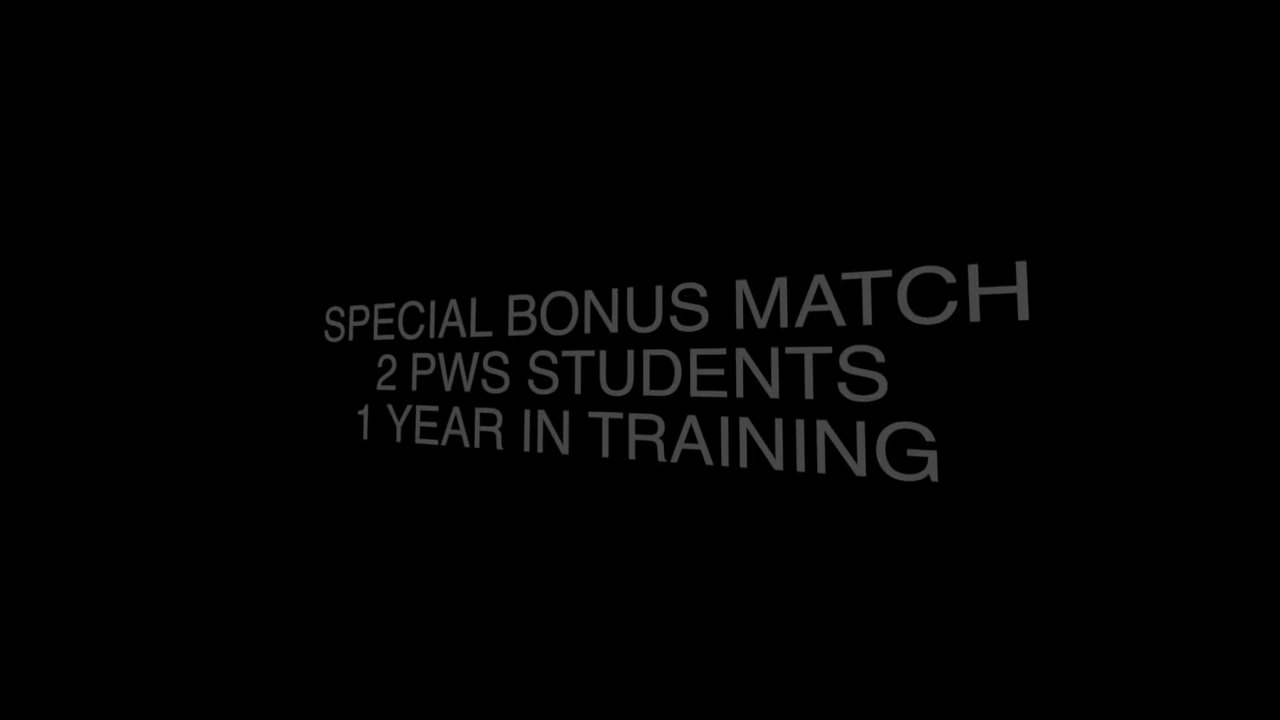 SPECIAL BONUS MATCH
2 PWS STUDENTS
1 YEAR IN TRAINING